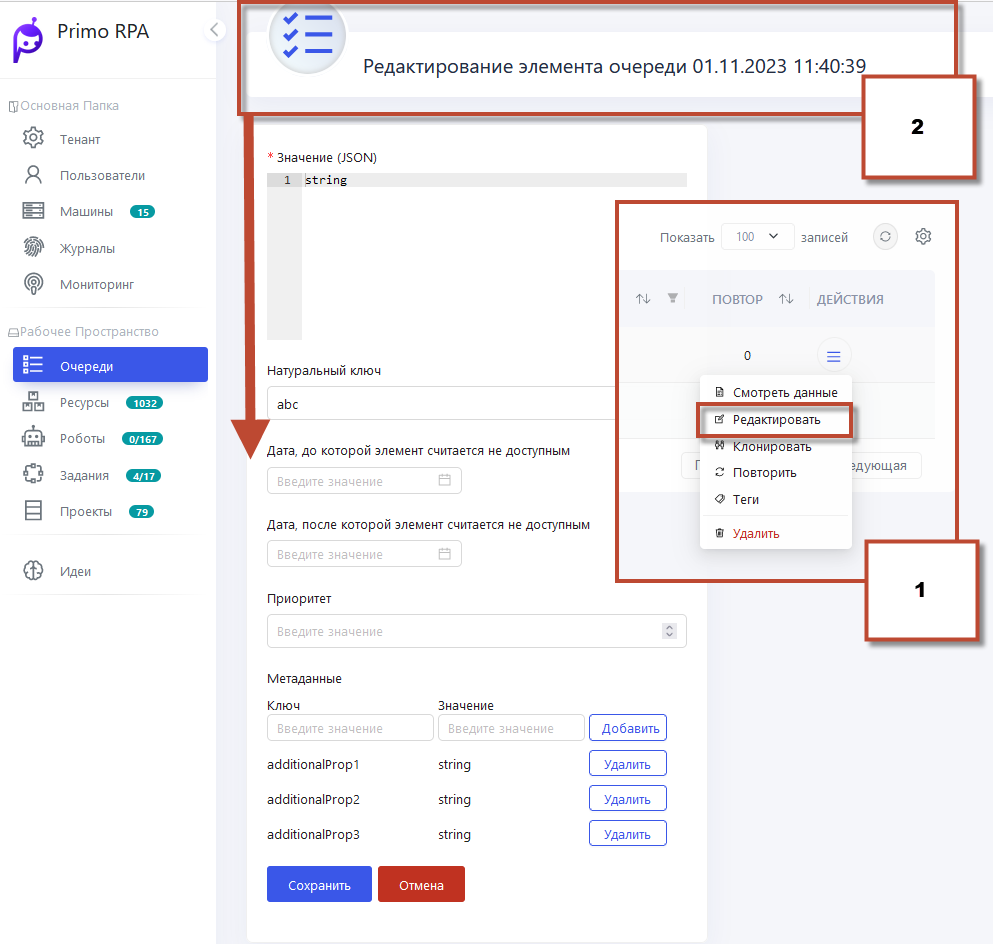 Primo RPA
Основная Папка
Тенант
Пользователи
Машины 15
Журналы
Мониторинг
Рабочее Пространство
Очереди
Ресурсы 1032
Роботы 0/167
Задания 4/17
Проекты 79
Идеи
Редактирование элемента очереди 01.11.2023 11:40:39
2
* Значение (JSON)
1 string
Натуральный ключ
abc
Дата, до которой элемент считается не доступным
Введите значение
Дата, после которой элемент считается не доступным
Введите значение
Приоритет
Введите значение
Метаданные
Ключ Значение
Введите значение Введите значение Добавить
additionalProp1 string Удалить
additionalProp2 string Удалить
additionalProp3 string Удалить
Сохранить Отмена
Показать 100 записей
ПОВТОР ДЕЙСТВИЯ
0
Смотреть данные
Редактировать
Клонировать
Повторить
Теги
Удалить
едующая
1